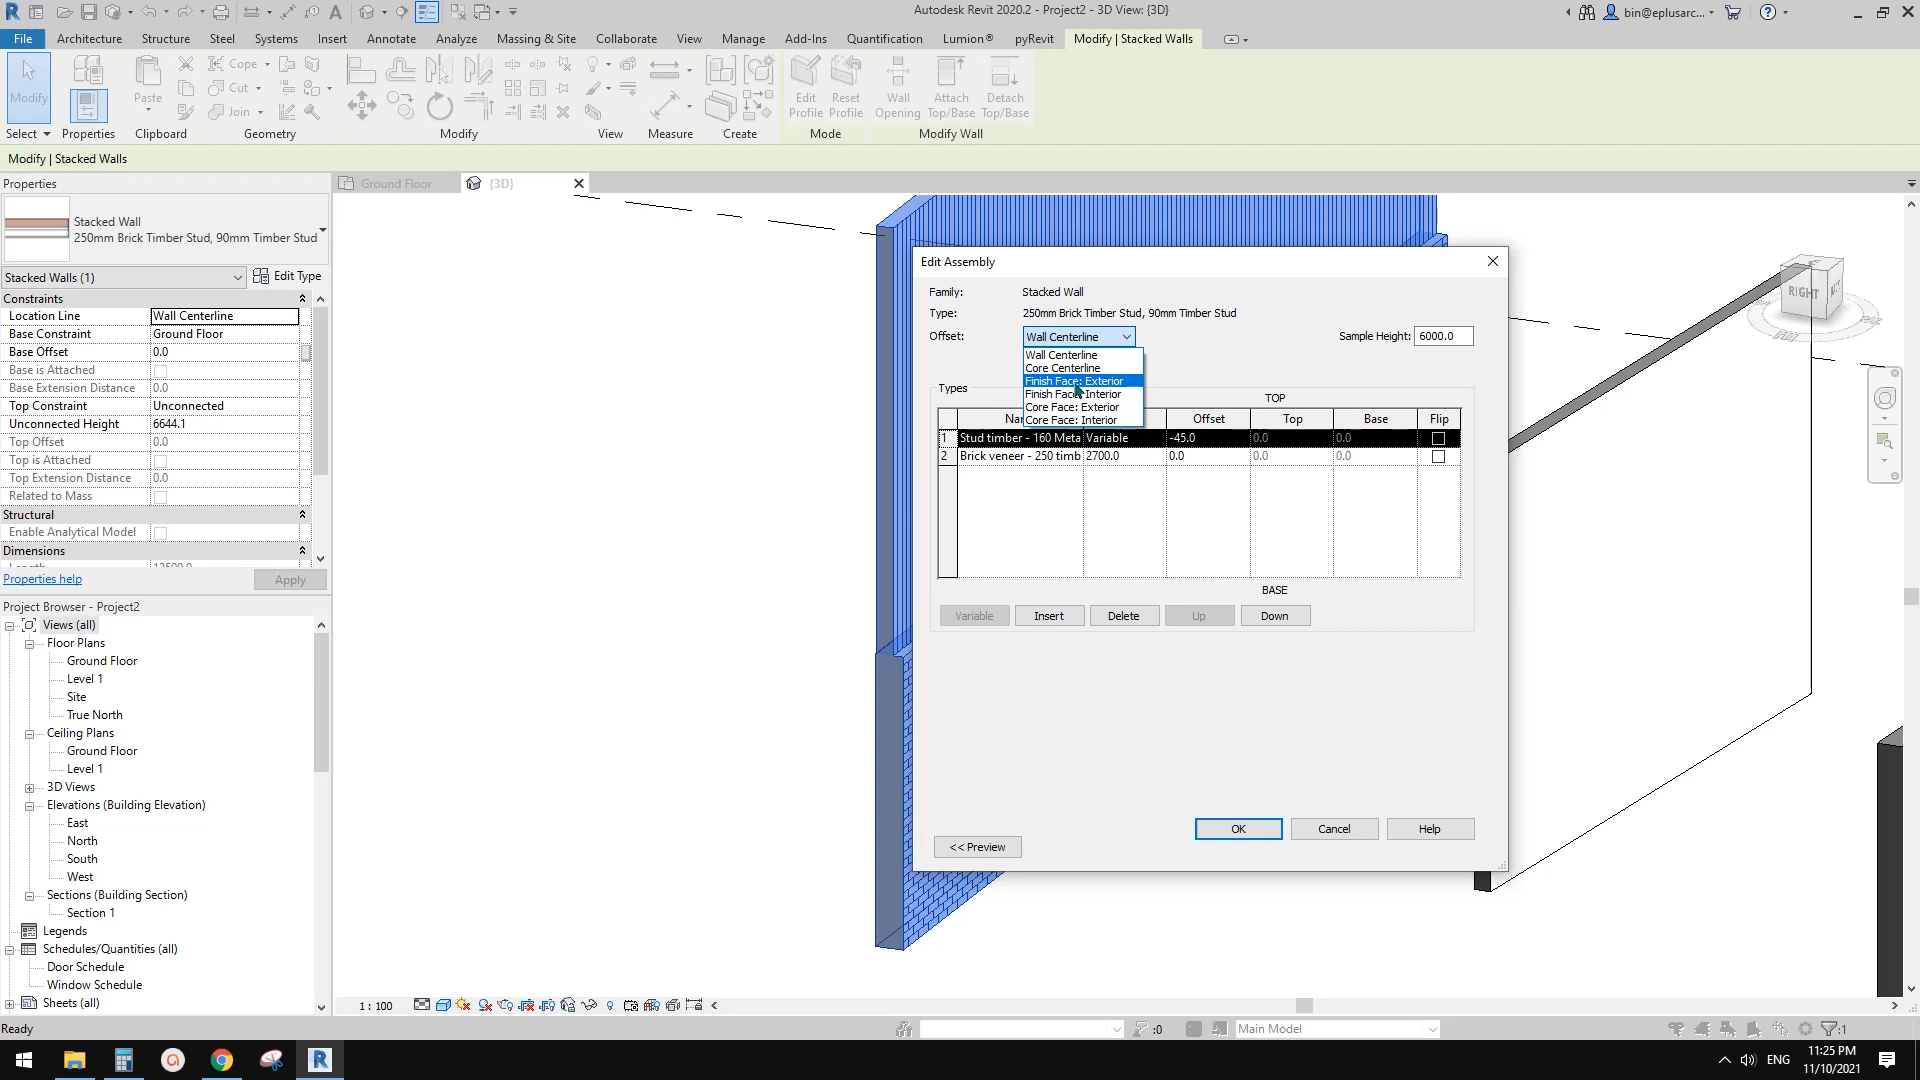 Autodesk Revit 2020.2 - Project2 - 3D View: {3D}
bin@eplusarc...
File Architecture Structure Steel Systems Insert Annotate Analyze Massing & Site Collaborate View Manage Add-Ins Quantification Lumion® pyRevit Modify | Stacked Walls
Modify
Paste
Cope
Cut
Join
Edit Profile
Reset Profile
Wall Opening
Attach Top/Base
Detach Top/Base
Select Properties Clipboard Geometry Modify View Measure Create Mode Modify Wall
Modify | Stacked Walls
Properties
Ground Floor
{3D}
Stacked Wall
250mm Brick Timber Stud, 90mm Timber Stud
Stacked Walls (1)
Edit Type
Constraints
Location Line Wall Centerline
Base Constraint Ground Floor
Base Offset 0.0
Base is Attached
Base Extension Distance 0.0
Top Constraint Unconnected
Unconnected Height 6644.1
Top Offset 0.0
Top is Attached
Top Extension Distance 0.0
Related to Mass
Structural
Enable Analytical Model
Dimensions
Properties help
Apply
Project Browser - Project2
Views (all)
Floor Plans
Ground Floor
Level 1
Site
True North
Ceiling Plans
Ground Floor
Level 1
3D Views
Elevations (Building Elevation)
East
North
South
West
Sections (Building Section)
Section 1
Legends
Schedules/Quantities (all)
Door Schedule
Window Schedule
Sheets (all)
Edit Assembly
Family: Stacked Wall
Type: 250mm Brick Timber Stud, 90mm Timber Stud
Offset: Wall Centerline
Sample Height: 6000.0
Wall Centerline
Core Centerline
Finish Face: Exterior
Finish Face: Interior
Core Face: Exterior
Core Face: Interior
Types
TOP
Offset Top Base Flip
1 Stud timber - 160 Meta Variable -45.0 0.0 0.0
2 Brick veneer - 250 timb 2700.0 0.0 0.0 0.0
BASE
Variable Insert Delete Up Down
OK Cancel Help
<< Preview
RIGHT
1 : 100
Ready
:0
Main Model
:1
ENG
11:25 PM
11/10/2021